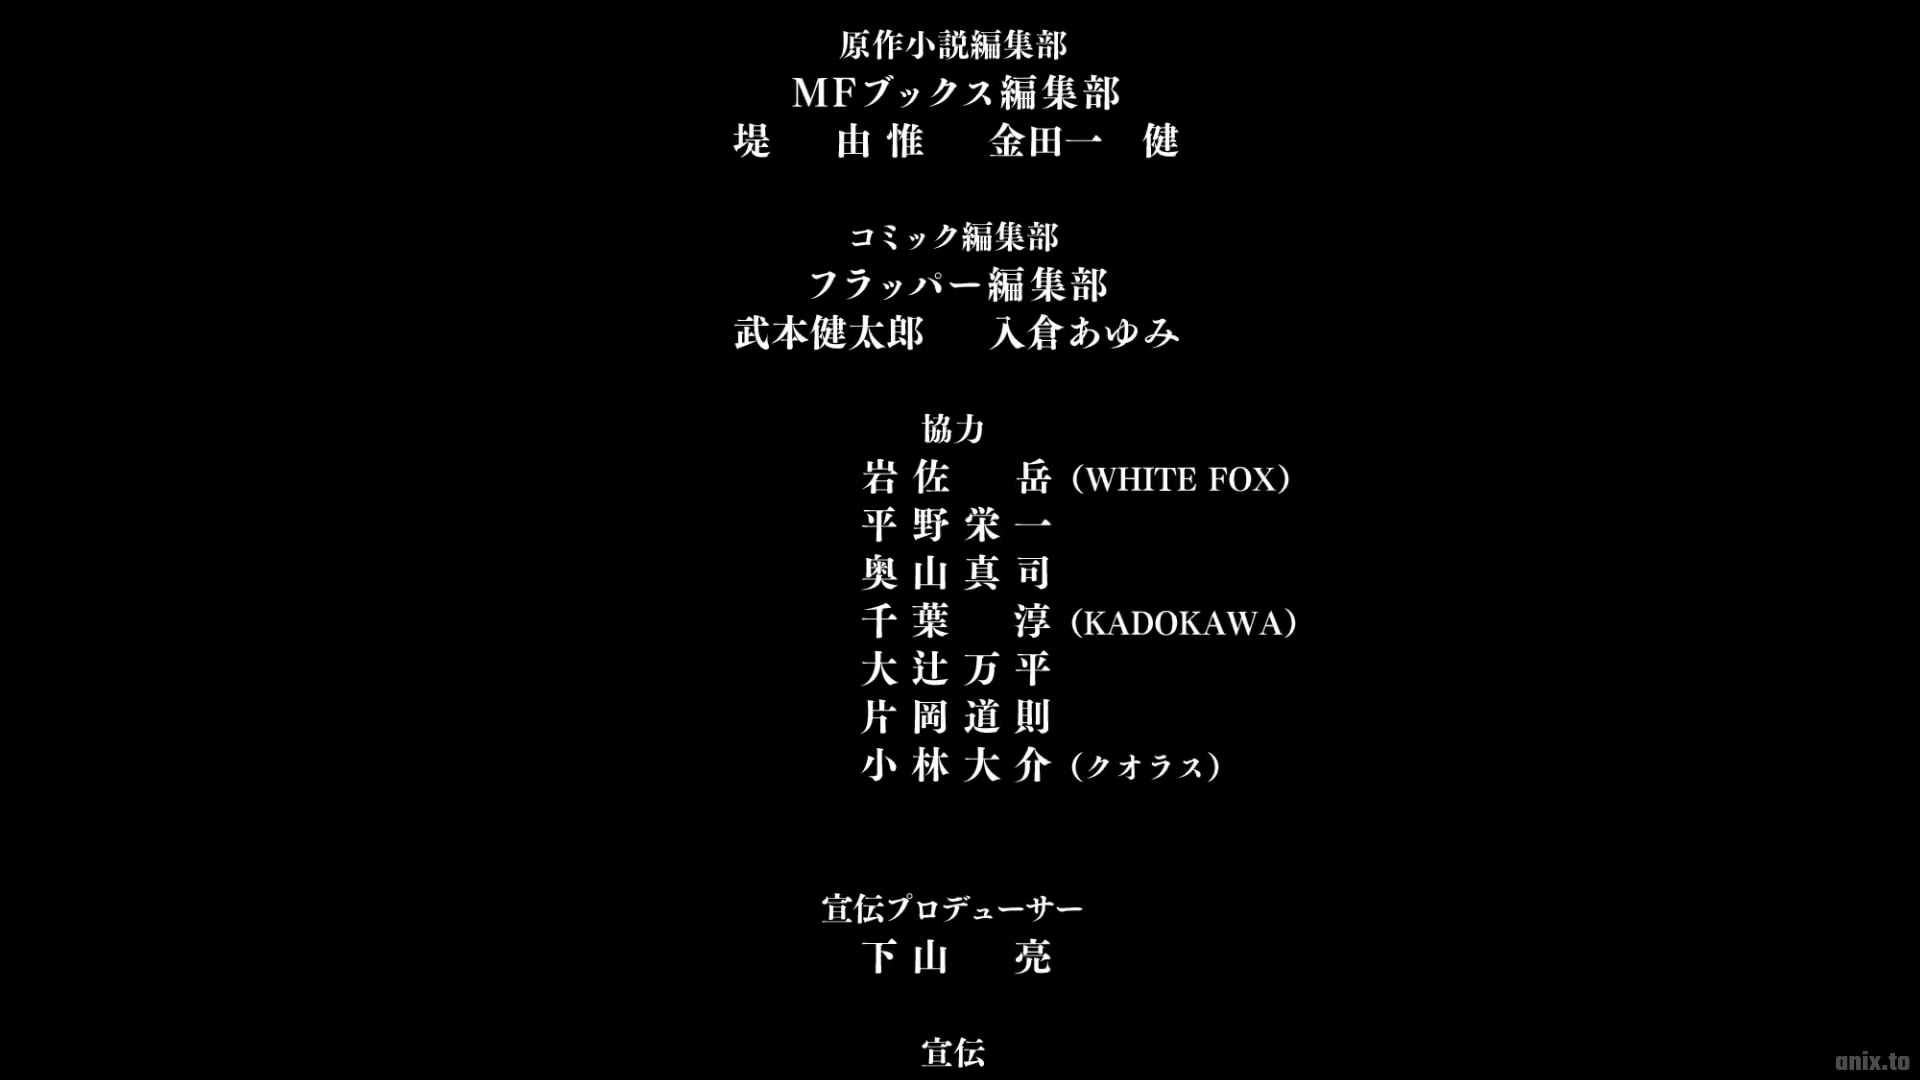 原作小説編集部
MFブックス編集部
堤 由惟 金田一 健
コミック編集部
フラッパー編集部
武本健太郎 入倉あゆみ
協力
岩佐 岳（WHITE FOX）
平野栄一
奥山真司
千葉 淳（KADOKAWA）
大辻万平
片岡道則
小林大介（クオラス）
宣伝プロデューサー
下山 亮
宣伝
anix.to